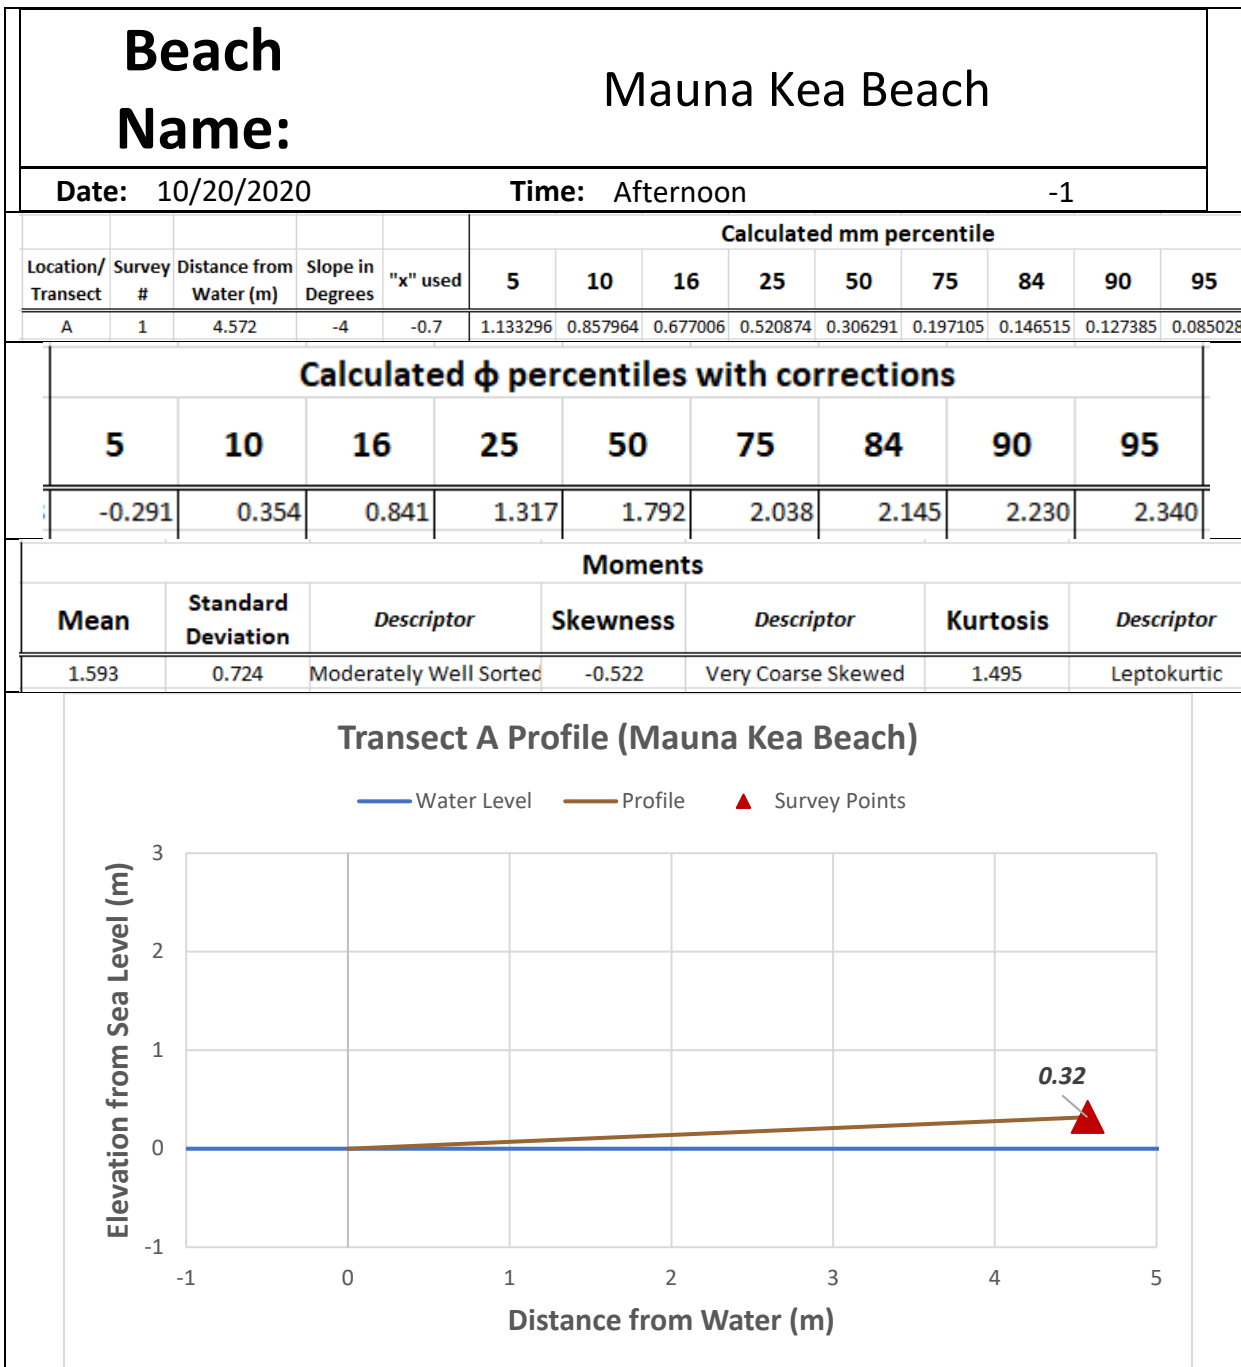 Beach Name: Mauna Kea Beach
Date: 10/20/2020 Time: Afternoon -1
Calculated mm percentile
Location/ Transect Survey # Distance from Water (m) Slope in Degrees "x" used 5 10 16 25 50 75 84 90 95
A 1 4.572 -4 -0.7 1.133296 0.857964 0.677006 0.520874 0.306291 0.197105 0.146515 0.127385 0.085028
Calculated ф percentiles with corrections
5 10 16 25 50 75 84 90 95
-0.291 0.354 0.841 1.317 1.792 2.038 2.145 2.230 2.340
Moments
Mean Standard Deviation Descriptor Skewness Descriptor Kurtosis Descriptor
1.593 0.724 Moderately Well Sorted -0.522 Very Coarse Skewed 1.495 Leptokurtic
Transect A Profile (Mauna Kea Beach)
Water Level Profile Survey Points
Elevation from Sea Level (m)
3
2
1
0
-1
0.32
-1 0 1 2 3 4 5
Distance from Water (m)